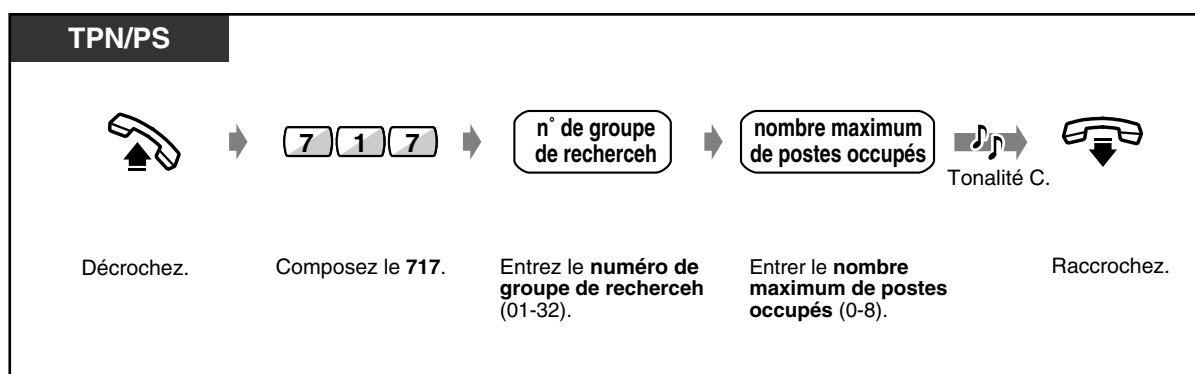 TPN/PS
7 1 7
n° de groupe
de recherceh
nombre maximum
de postes occupés
Tonalité C.
Décrochez.
Composez le 717.
Entrez le numéro de
groupe de recherceh
(01-32).
Entrer le nombre
maximum de postes
occupés (0-8).
Raccrochez.